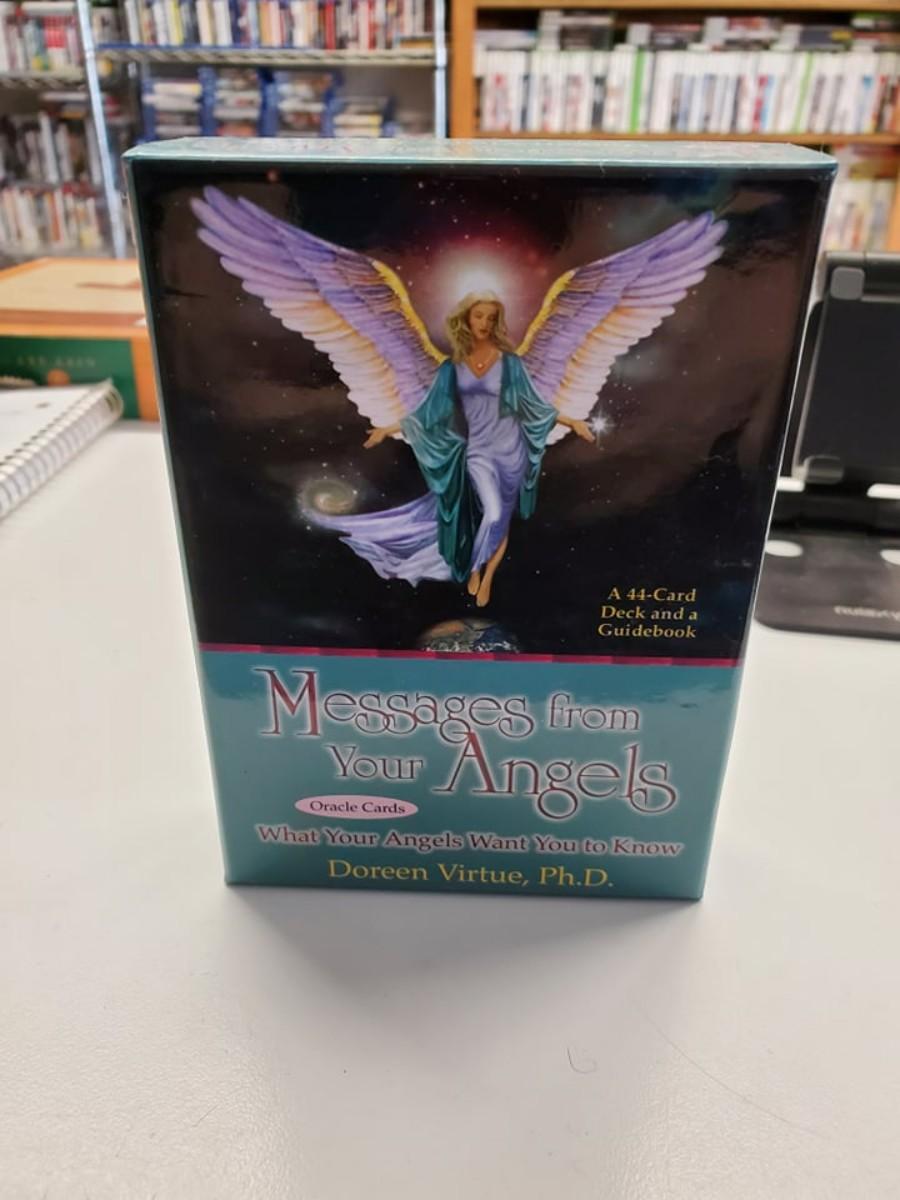 A 44-Card
Deck and a
Guidebook
Messages from
Your Angels
Oracle Cards
What Your Angels Want You to Know
Doreen Virtue, Ph.D.